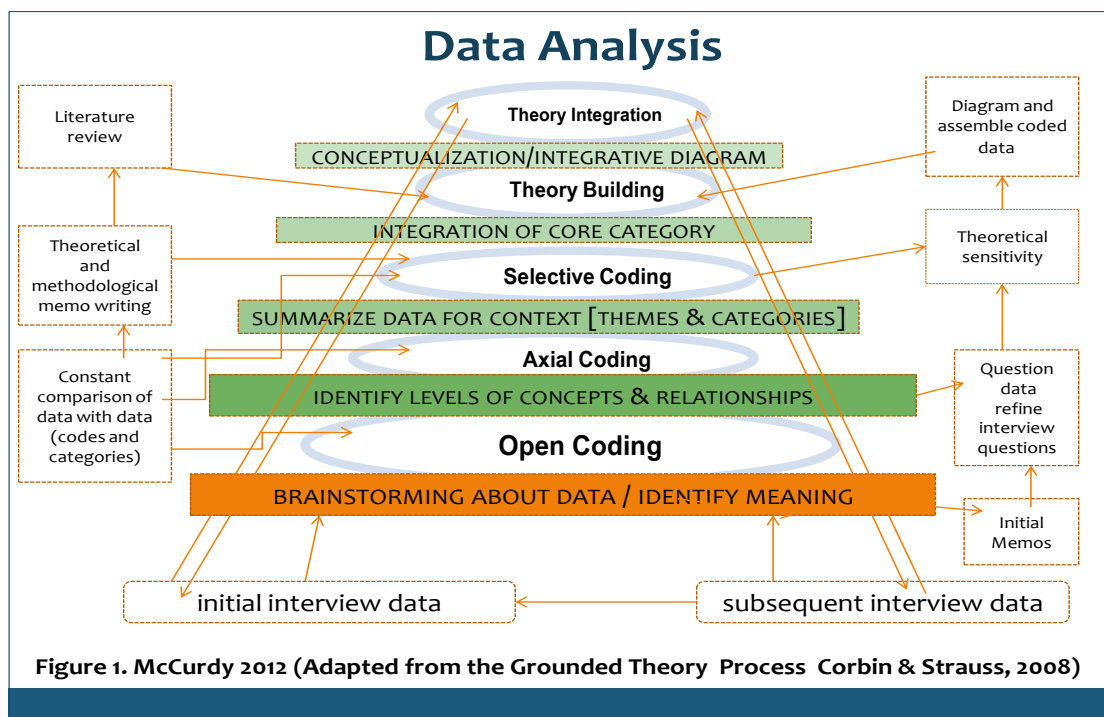 Data Analysis
Literature
review
Theoretical
and
methodological
memo writing
Constant
comparison of
data with data
(codes and
categories)
Theory Integration
CONCEPTUALIZATION/INTEGRATIVE DIAGRAM
Theory Building
INTEGRATION OF CORE CATEGORY
Selective Coding
SUMMARIZE DATA FOR CONTEXT [THEMES & CATEGORIES]
Axial Coding
IDENTIFY LEVELS OF CONCEPTS & RELATIONSHIPS
Open Coding
BRAINSTORMING ABOUT DATA / IDENTIFY MEANING
Diagram and
assemble coded
data
Theoretical
sensitivity
Question
data
refine
interview
questions
Initial
Memos
initial interview data
subsequent interview data
Figure 1. McCurdy 2012 (Adapted from the Grounded Theory Process Corbin & Strauss, 2008)